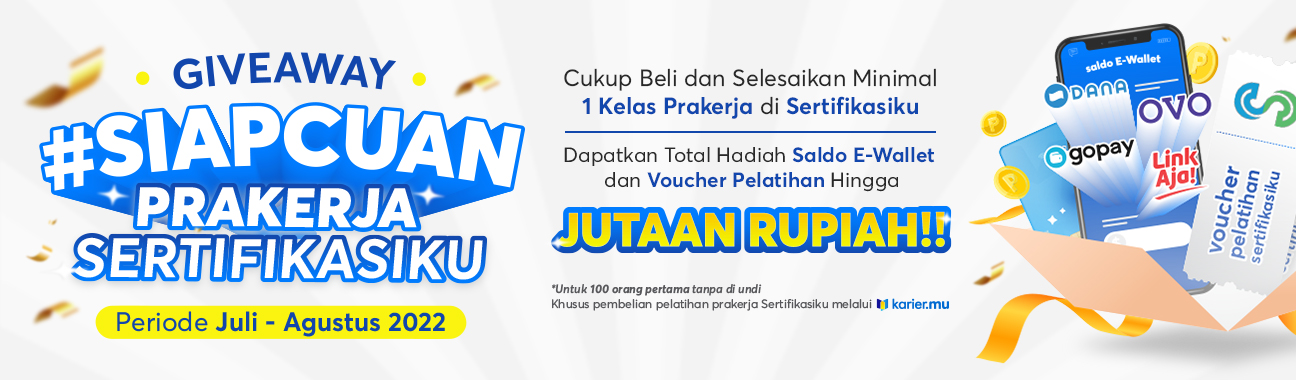 GIVEAWAY
#SIAPCUAN
PRAKERJA
SERTIFIKASIKU
Periode Juli - Agustus 2022
Cukup Beli dan Selesaikan Minimal
1 Kelas Prakerja di Sertifikasiku
Dapatkan Total Hadiah Saldo E-Wallet
dan Voucher Pelatihan Hingga
JUTAAN RUPIAH!!
*Untuk 100 orang pertama tanpa di undi
Khusus pembelian pelatihan prakerja Sertifikasiku melalui karier.mu
saldo E-Wallet
DANA
OVO
gopay
Link
Aja!
voucher
pelatihan
sertifikasiku